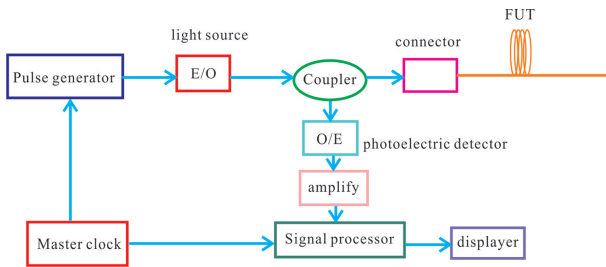 FUT
light source
connector
Pulse generator
E/O
Coupler
O/E
photoelectric detector
amplify
Master clock
Signal processor
displayer